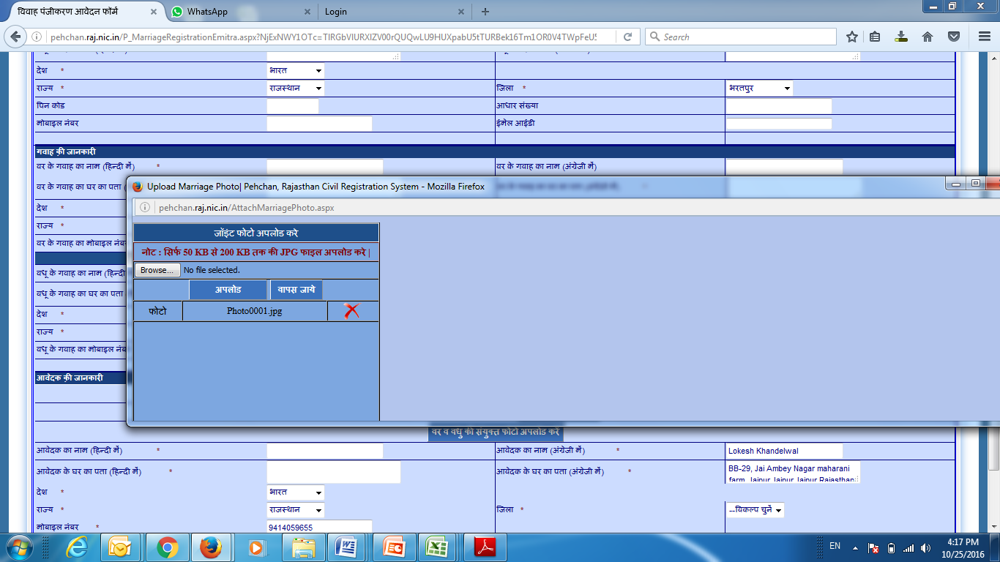 विवाह पंजीकरण आवेदन फॉर्म
WhatsApp
Login
pehchan.raj.nic.in/P_MarriageRegistrationEmitra.aspx?
Search
देश * भारत
राज्य * राजस्थान जिला * भरतपुर
पिन कोड आधार संख्या
मोबाइल नंबर ईमेल आईडी
गवाह की जानकारी
वर के गवाह का नाम (हिन्दी में) * वर के गवाह का नाम (अंग्रेजी में)
वर के गवाह का घर का पता
Upload Marriage Photo| Pehchan, Rajasthan Civil Registration System - Mozilla Firefox
देश *
pehchan.raj.nic.in/AttachMarriagePhoto.aspx
राज्य *
जॉइंट फोटो अपलोड करे
वर के गवाह का मोबाइल नंब
नोट : सिर्फ 50 KB से 200 KB तक की JPG फाइल अपलोड करे |
वधू के गवाह का नाम (हिन्दी
Browse... No file selected.
वधू के गवाह का घर का पता
अपलोड वापस जाये
देश *
फोटो Photo0001.jpg
राज्य *
वधू के गवाह का मोबाइल नंब
आवेदक की जानकारी
वर व वधु की संयुक्त फोटो अपलोड करें
आवेदक का नाम (हिन्दी में) * आवेदक का नाम (अंग्रेजी में) * Lokesh Khandelwal
आवेदक के घर का पता (हिन्दी में) * आवेदक के घर का पता (अंग्रेजी में) * BB-29, Jai Ambey Nagar maharani
farm, Jaipur Jaipur Jaipur Rajasthan
देश * भारत
राज्य * राजस्थान जिला * --विकल्प चुनें
मोबाइल नंबर * 9414059655
EN
4:17 PM
10/25/2016